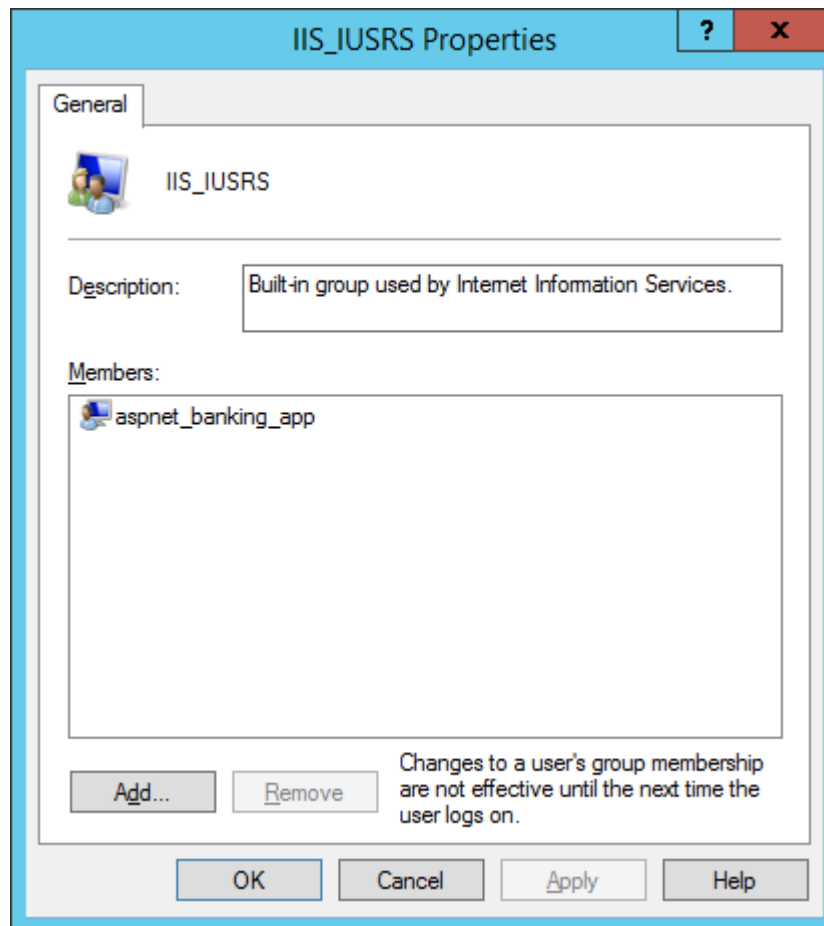 IIS_IUSRS Properties
?
x
General
IIS_IUSRS
Description:
Built-in group used by Internet Information Services.
Members:
aspnet_banking_app
Add...
Remove
Changes to a user's group membership
are not effective until the next time the
user logs on.
OK
Cancel
Apply
Help